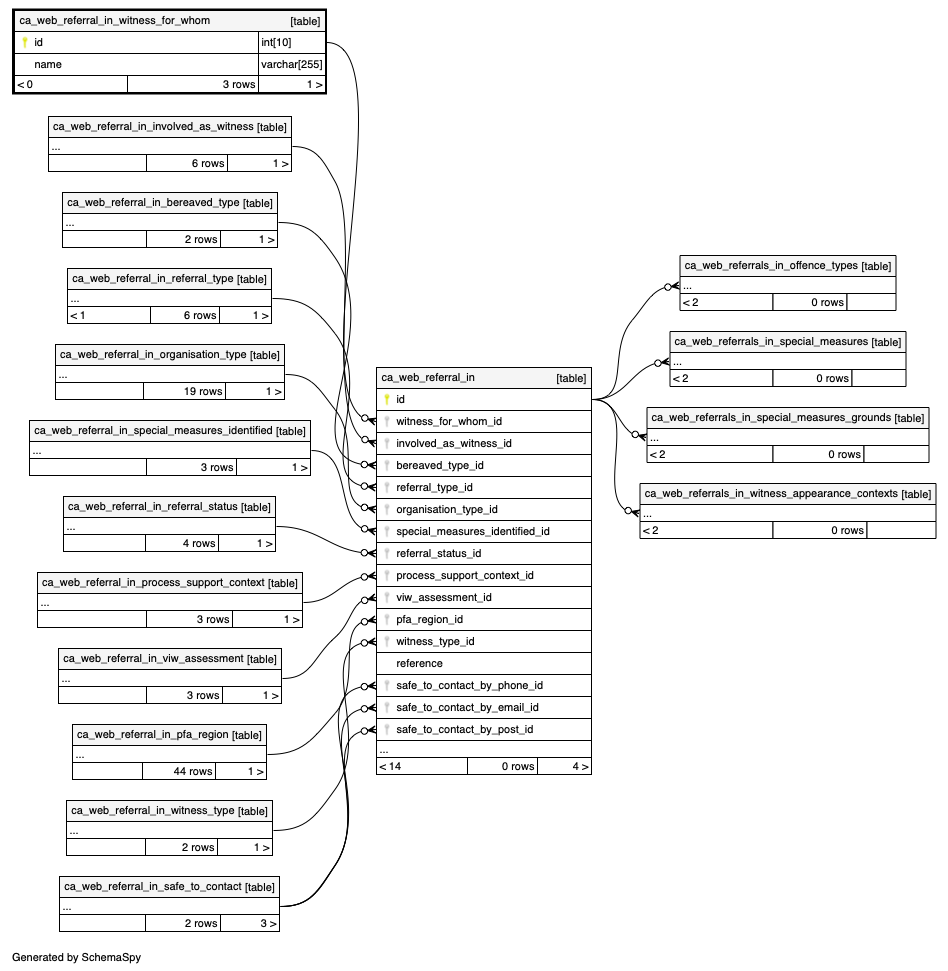 ca_web_referral_in_witness_for_whom [table]
id int[10]
name varchar[255]
< 0 3 rows 1 >
ca_web_referral_in_involved_as_witness [table]
...
6 rows 1 >
ca_web_referral_in_bereaved_type [table]
...
2 rows 1 >
ca_web_referral_in_referral_type [table]
...
< 1 6 rows 1 >
ca_web_referral_in_organisation_type [table]
...
19 rows 1 >
ca_web_referral_in_special_measures_identified [table]
...
3 rows 1 >
ca_web_referral_in_referral_status [table]
...
4 rows 1 >
ca_web_referral_in_process_support_context [table]
...
3 rows 1 >
ca_web_referral_in_viw_assessment [table]
...
3 rows 1 >
ca_web_referral_in_pfa_region [table]
...
44 rows 1 >
ca_web_referral_in_witness_type [table]
...
2 rows 1 >
ca_web_referral_in_safe_to_contact [table]
...
2 rows 3 >
ca_web_referral_in [table]
id
witness_for_whom_id
involved_as_witness_id
bereaved_type_id
referral_type_id
organisation_type_id
special_measures_identified_id
referral_status_id
process_support_context_id
viw_assessment_id
pfa_region_id
witness_type_id
reference
safe_to_contact_by_phone_id
safe_to_contact_by_email_id
safe_to_contact_by_post_id
...
< 14 0 rows 4 >
ca_web_referrals_in_offence_types [table]
...
< 2 0 rows
ca_web_referrals_in_special_measures [table]
...
< 2 0 rows
ca_web_referrals_in_special_measures_grounds [table]
...
< 2 0 rows
ca_web_referrals_in_witness_appearance_contexts [table]
...
< 2 0 rows
Generated by SchemaSpy